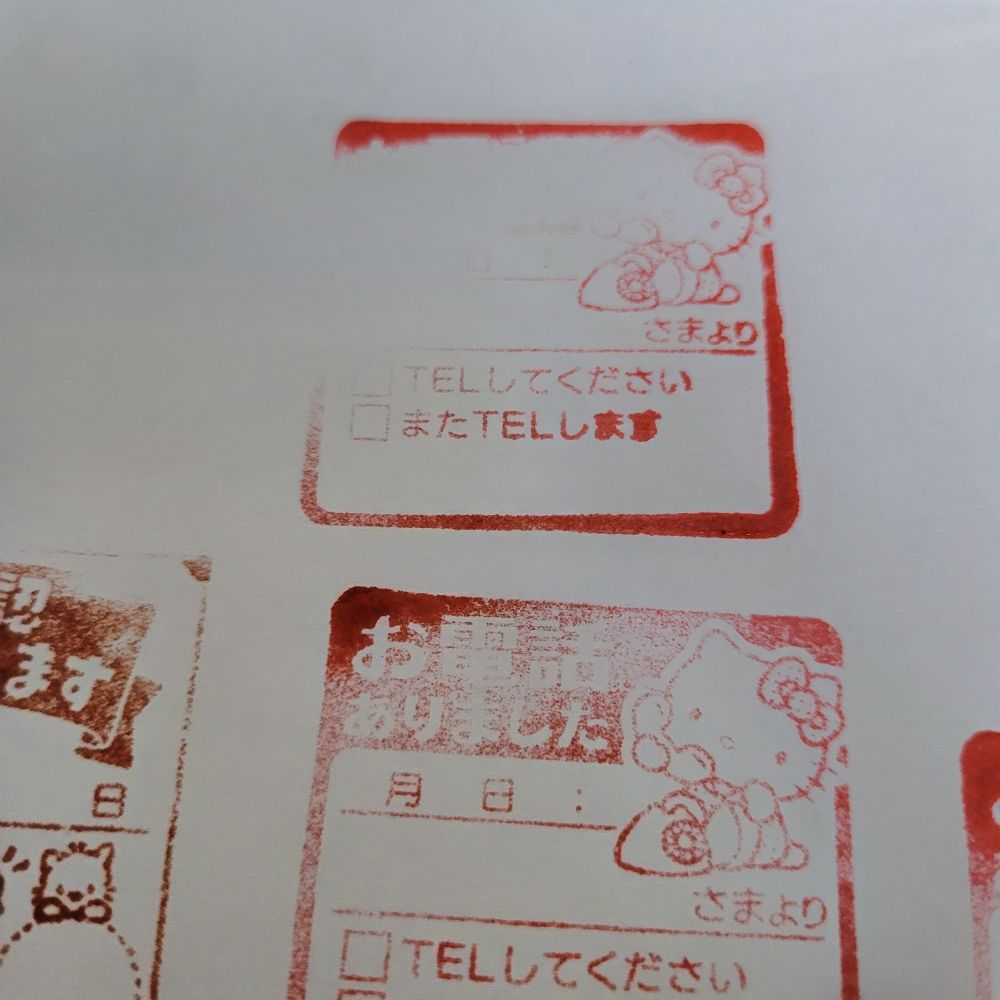 さまより
TELしてください
またTELします
ます
日
お電話
ありました
月 日 :
さまより
TELしてください